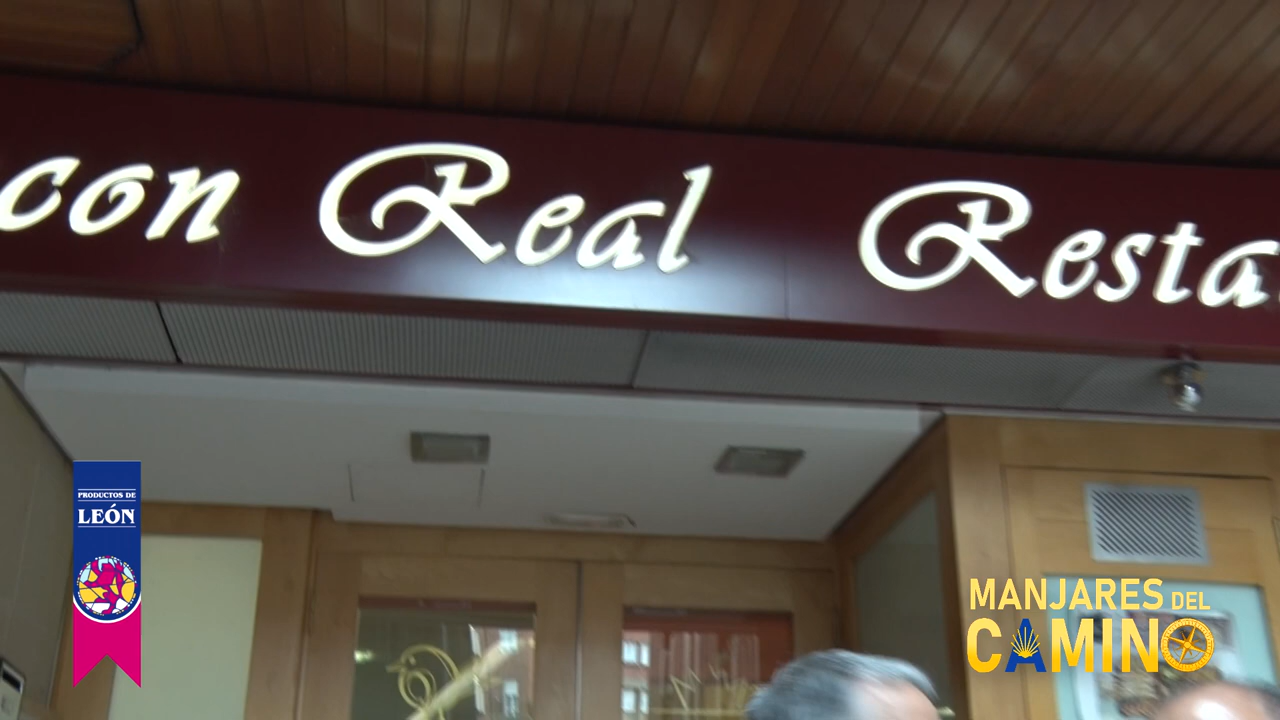 con Real Resta
PRODUCTOS DE
LEÓN
MANJARES DEL
CAMINO